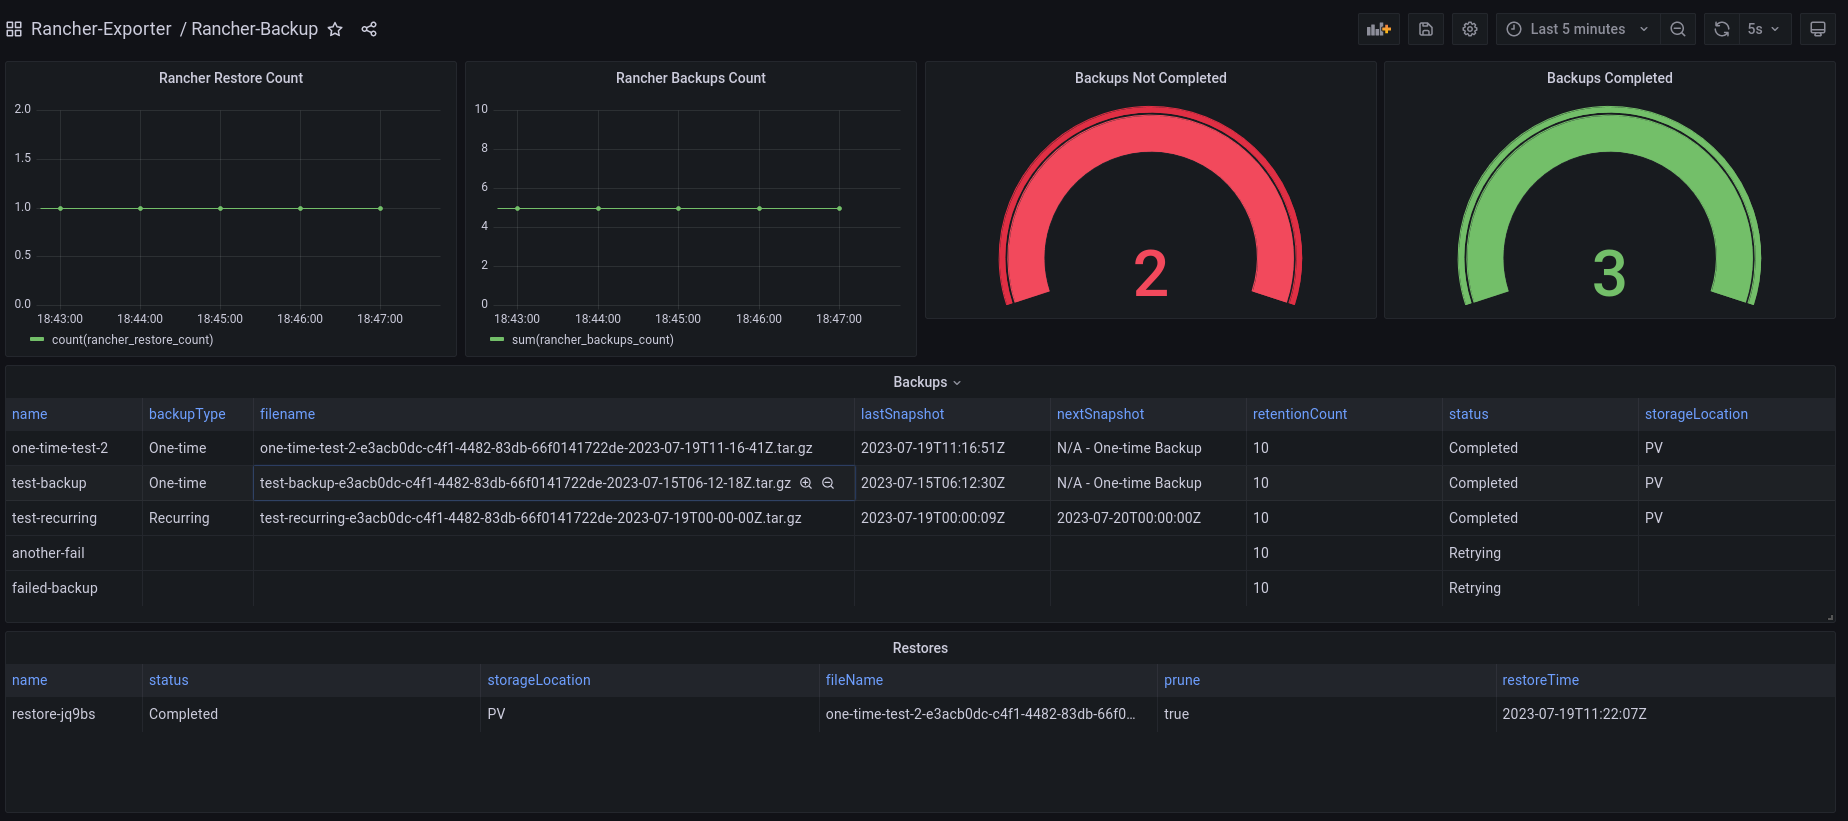 Rancher-Exporter / Rancher-Backup
Last 5 minutes
5s
Rancher Restore Count
2.0
1.5
1.0
0.5
0.0
18:43:00 18:44:00 18:45:00 18:46:00 18:47:00
count(rancher_restore_count)
Rancher Backups Count
10
8
6
4
2
0
18:43:00 18:44:00 18:45:00 18:46:00 18:47:00
sum(rancher_backups_count)
Backups Not Completed
2
Backups Completed
3
Backups
name backupType filename lastSnapshot nextSnapshot retentionCount status storageLocation
one-time-test-2 One-time one-time-test-2-e3acb0dc-c4f1-4482-83db-66f0141722de-2023-07-19T11-16-41Z.tar.gz 2023-07-19T11:16:51Z N/A - One-time Backup 10 Completed PV
test-backup One-time test-backup-e3acb0dc-c4f1-4482-83db-66f0141722de-2023-07-15T06-12-18Z.tar.gz 2023-07-15T06:12:30Z N/A - One-time Backup 10 Completed PV
test-recurring Recurring test-recurring-e3acb0dc-c4f1-4482-83db-66f0141722de-2023-07-19T00-00-00Z.tar.gz 2023-07-19T00:00:09Z 2023-07-20T00:00:00Z 10 Completed PV
another-fail 10 Retrying
failed-backup 10 Retrying
Restores
name status storageLocation fileName prune restoreTime
restore-jq9bs Completed PV one-time-test-2-e3acb0dc-c4f1-4482-83db-66f0... true 2023-07-19T11:22:07Z